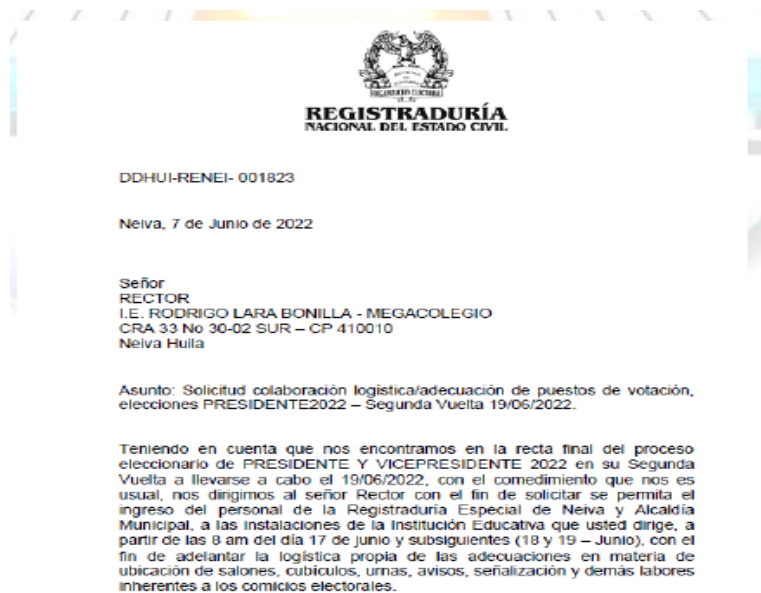 REGISTRADURÍA
NACIONAL DEL ESTADO CIVIL
DDHUI-RENEI- 001823
Neiva, 7 de Junio de 2022
Señor
RECTOR
I.E. RODRIGO LARA BONILLA - MEGACOLEGIO
CRA 33 No 30-02 SUR – CP 410010
Neiva Huila
Asunto: Solicitud colaboración logística/adecuación de puestos de votación,
elecciones PRESIDENTE2022 – Segunda Vuelta 19/06/2022.
Teniendo en cuenta que nos encontramos en la recta final del proceso
eleccionario de PRESIDENTE Y VICEPRESIDENTE 2022 en su Segunda
Vuelta a llevarse a cabo el 19/06/2022, con el comedimiento que nos es
usual, nos dirigimos al señor Rector con el fin de solicitar se permita el
ingreso del personal de la Registraduría Especial de Neiva y Alcaldía
Municipal, a las instalaciones de la Institución Educativa que usted dirige, a
partir de las 8 am del día 17 de junio y subsiguientes (18 y 19 – Junio), con el
fin de adelantar la logística propia de las adecuaciones en materia de
ubicación de salones, cubículos, urnas, avisos, señalización y demás labores
inherentes a los comicios electorales.